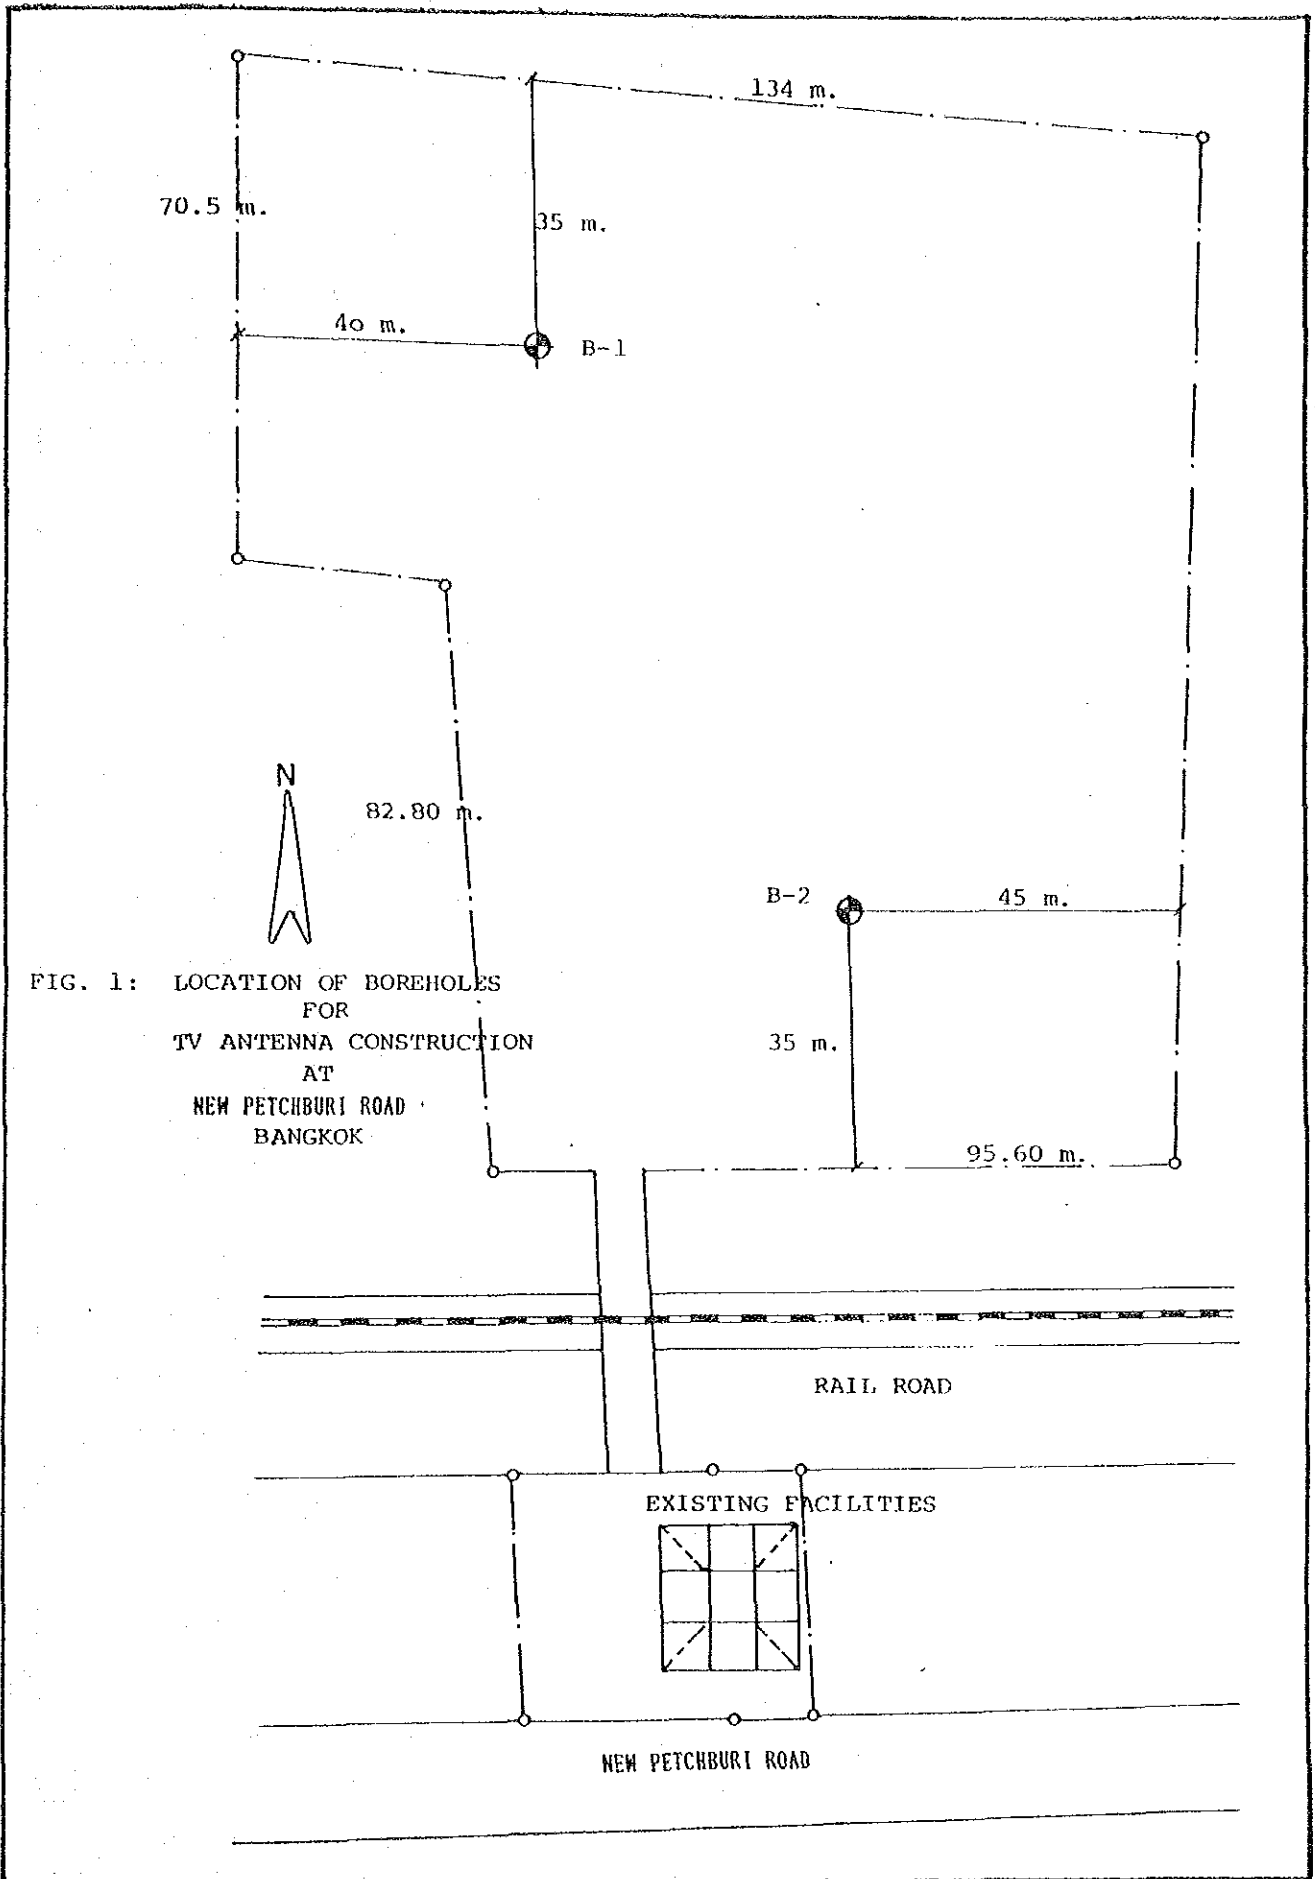 134 m.
70.5 m.
35 m.
40 m.
B-1
N
82.80 m.
B-2
45 m.
FIG. 1: LOCATION OF BOREHOLES
FOR
TV ANTENNA CONSTRUCTION
AT
NEW PETCHBURI ROAD
BANGKOK
35 m.
95.60 m.
RAIL ROAD
EXISTING FACILITIES
NEW PETCHBURI ROAD